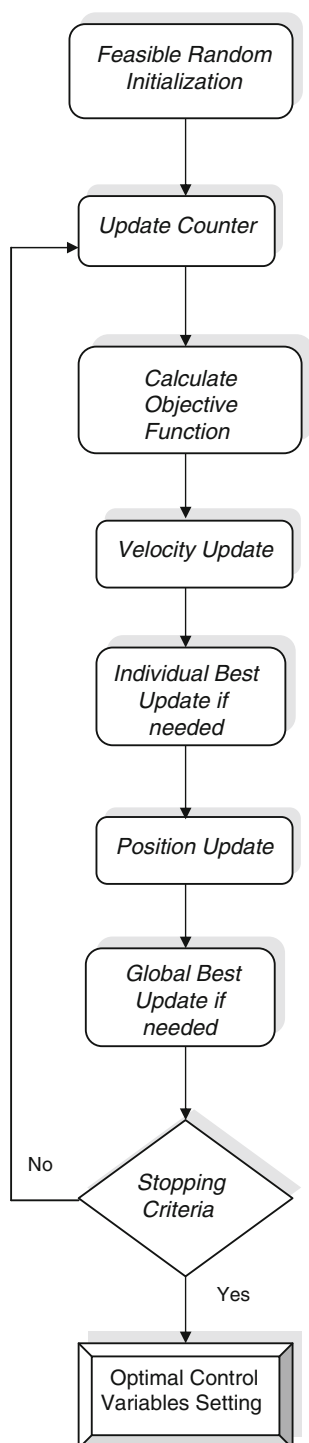 Feasible Random
Initialization
Update Counter
Calculate
Objective
Function
Velocity Update
Individual Best
Update if
needed
Position Update
Global Best
Update if
needed
No
Stopping
Criteria
Yes
Optimal Control
Variables Setting